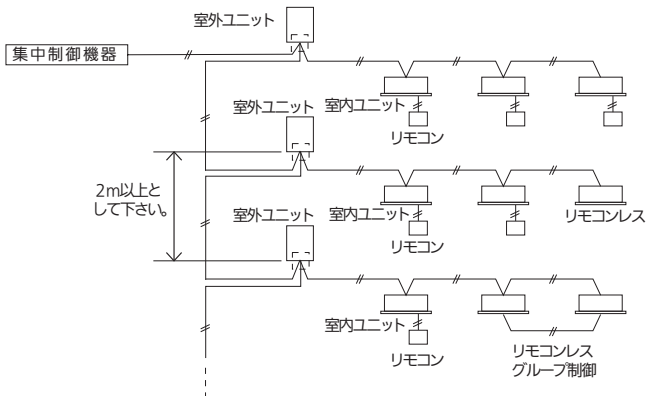 室外ユニット
集中制御機器
室外ユニット
室内ユニット
リモコン
2m以上と
して下さい。
室外ユニット
室内ユニット
リモコン
リモコンレス
室内ユニット
リモコン
リモコンレス
グループ制御